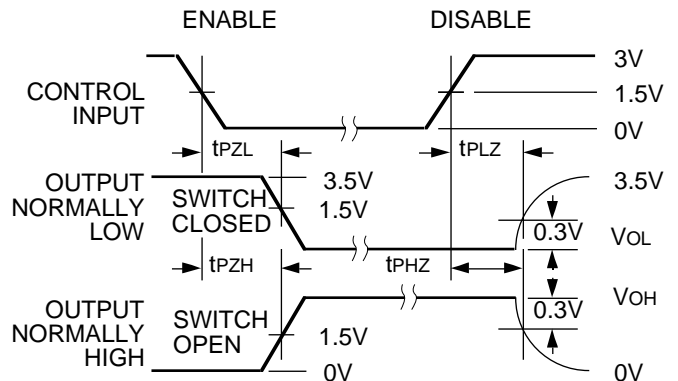 ENABLE DISABLE
3V
CONTROL INPUT 1.5V
0V
tPZL tPLZ
OUTPUT NORMALLY LOW
SWITCH CLOSED
3.5V 3.5V
1.5V
0.3V VOL
tPZH tPHZ
OUTPUT NORMALLY HIGH
SWITCH OPEN
VOH
0.3V
1.5V
0V 0V